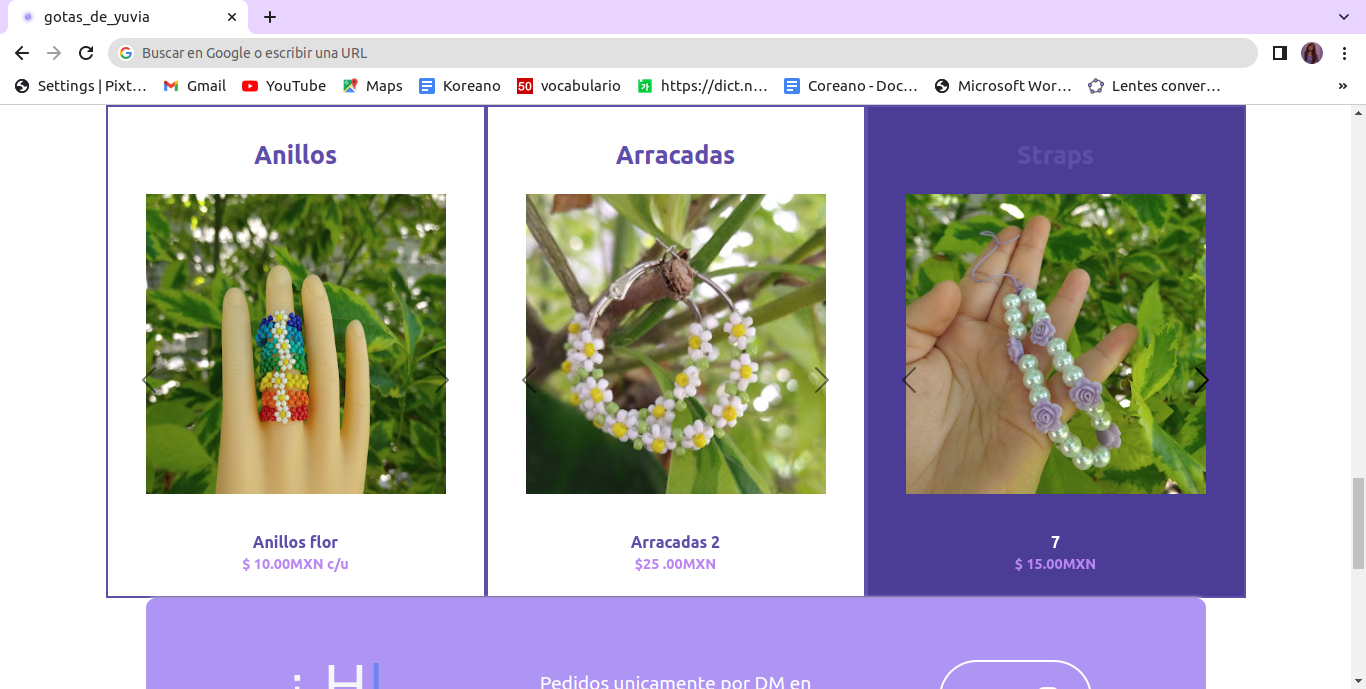 gotas_de_yuvia
Buscar en Google o escribir una URL
Settings | Pixt…
Gmail
YouTube
Maps
Koreano
50 vocabulario
가 https://dict.n…
Coreano - Doc…
Microsoft Wor…
Lentes conver…
»
Anillos
Arracadas
Straps
Anillos flor
$ 10.00MXN c/u
Arracadas 2
$25 .00MXN
7
$ 15.00MXN
¡ H
Pedidos unicamente por DM en